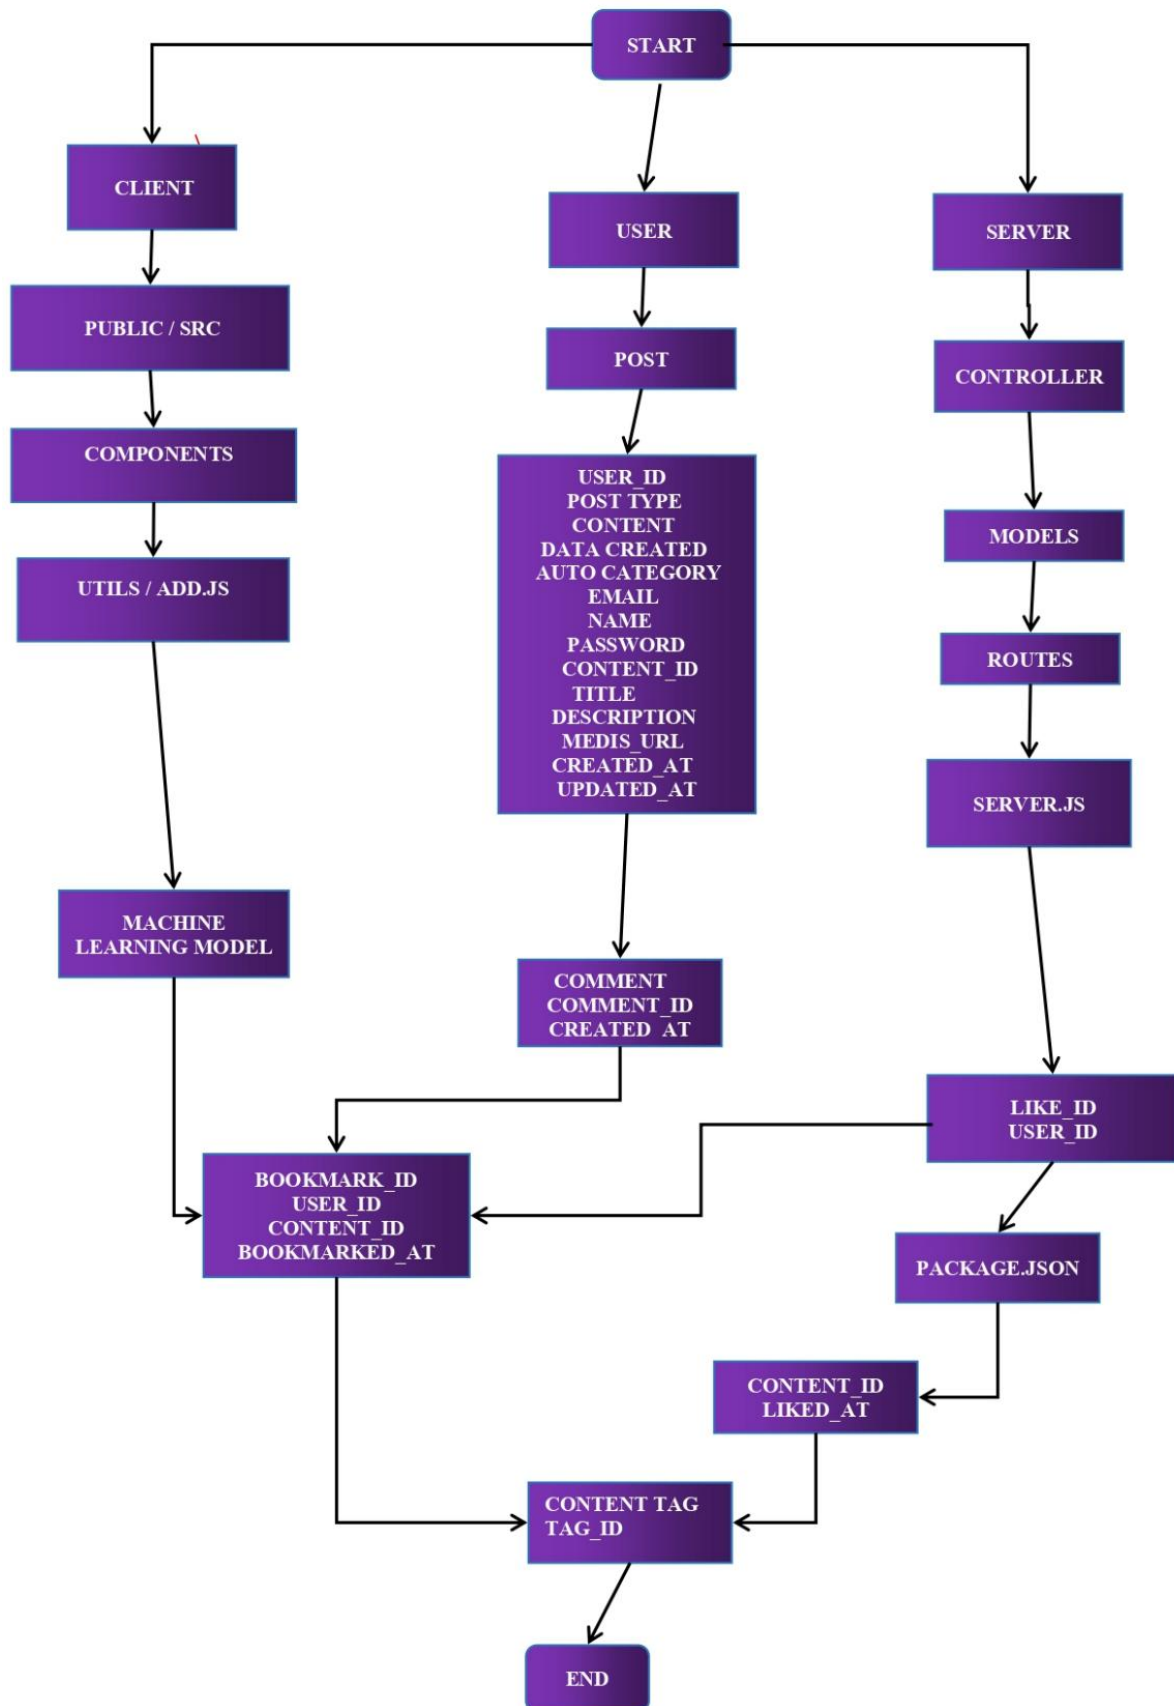 START
CLIENT
USER
SERVER
PUBLIC / SRC
POST
CONTROLLER
COMPONENTS
USER_ID
POST TYPE
CONTENT
DATA CREATED
AUTO CATEGORY
EMAIL
NAME
PASSWORD
CONTENT_ID
TITLE
DESCRIPTION
MEDIS_URL
CREATED_AT
UPDATED_AT
MODELS
UTILS / ADD.JS
ROUTES
SERVER.JS
MACHINE
LEARNING MODEL
COMMENT
COMMENT_ID
CREATED_AT
LIKE_ID
USER_ID
BOOKMARK_ID
USER_ID
CONTENT_ID
BOOKMARKED_AT
PACKAGE.JSON
CONTENT_ID
LIKED_AT
CONTENT TAG
TAG_ID
END